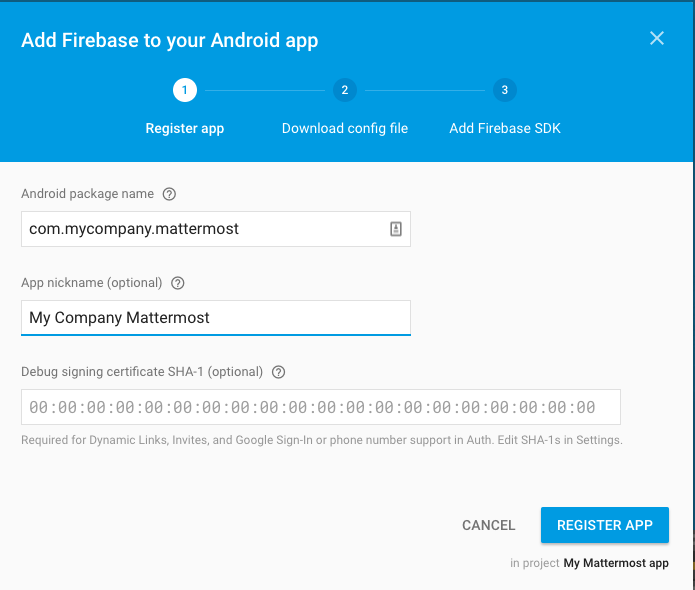 Add Firebase to your Android app
1 2 3
Register app Download config file Add Firebase SDK
Android package name
com.mycompany.mattermost
App nickname (optional)
My Company Mattermost
Debug signing certificate SHA-1 (optional)
00:00:00:00:00:00:00:00:00:00:00:00:00:00:00:00:00:00:00:00
Required for Dynamic Links, Invites, and Google Sign-In or phone number support in Auth. Edit SHA-1s in Settings.
CANCEL REGISTER APP
in project My Mattermost app